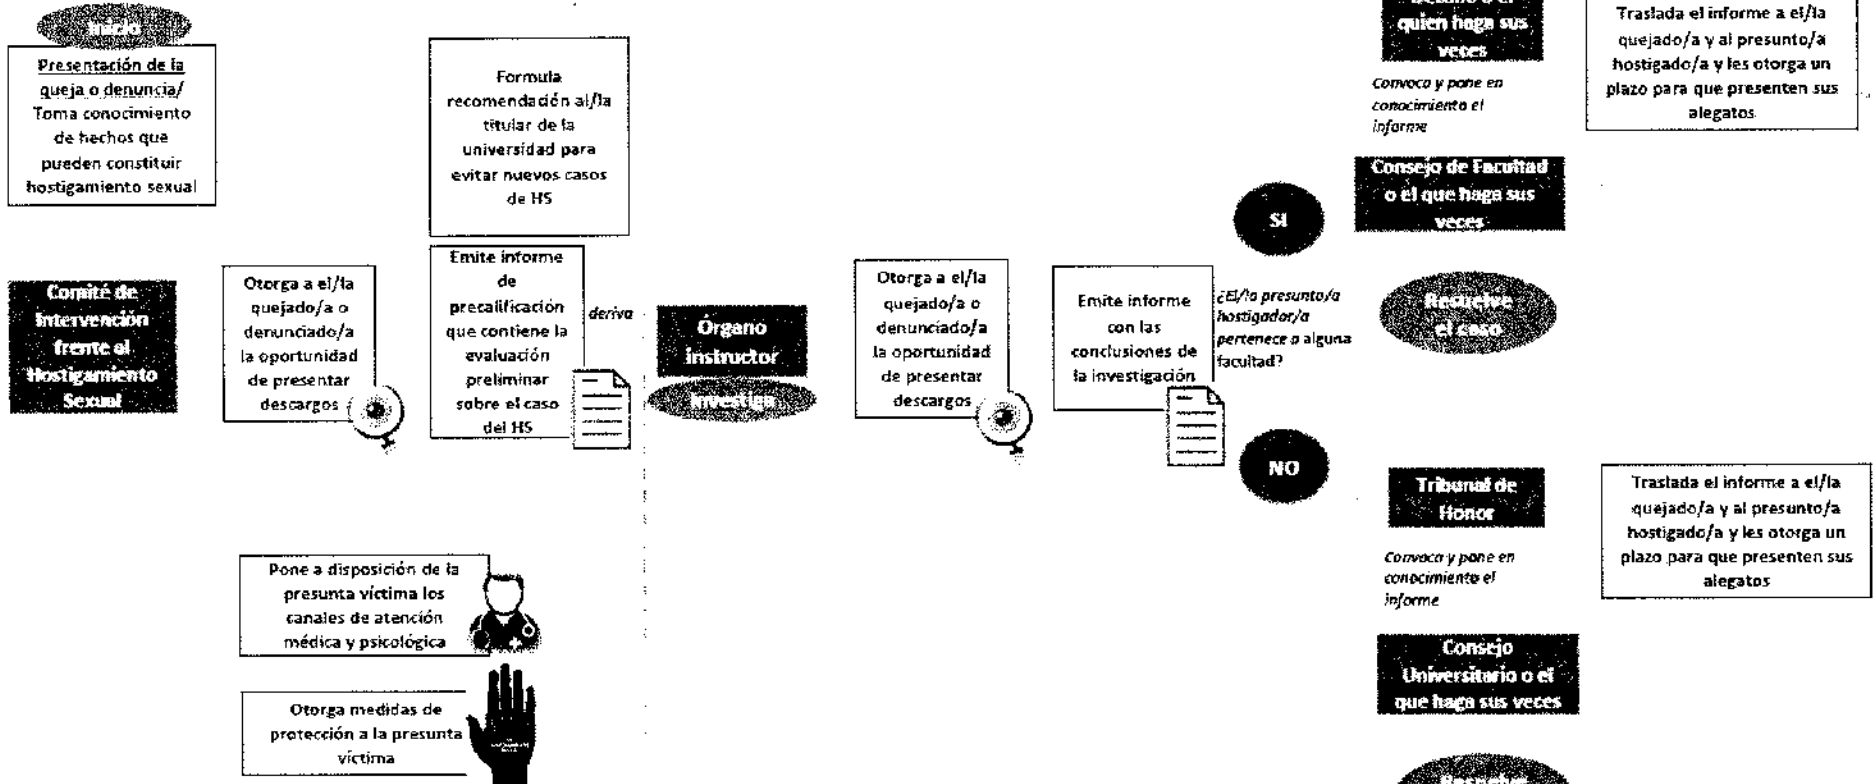 Inicio
Presentación de la
queja o denuncia/
Toma conocimiento
de hechos que
pueden constituir
hostigamiento sexual
Formula
recomendación al/la
titular de la
universidad para
evitar nuevos casos
de HS
Comité de
Intervención
frente al
Hostigamiento
Sexual
Otorga a el/la
quejado/a o
denunciado/a
la oportunidad
de presentar
descargos
Emite informe
de
precalificación
que contiene la
evaluación
preliminar
sobre el caso
del HS
deriva
Órgano
instructor
Investiga
Pone a disposición de la
presunta víctima los
canales de atención
médica y psicológica
Otorga medidas de
protección a la presunta
víctima
Otorga a el/la
quejado/a o
denunciado/a
la oportunidad
de presentar
descargos
Emite informe
con las
conclusiones de
la investigación
¿El/la presunto/a
hostigador/a
pertenece a alguna
facultad?
SI
quien haga sus
veces
Convoca y pone en
conocimiento el
informe
Traslada el informe a el/la
quejado/a y al presunto/a
hostigado/a y les otorga un
plazo para que presenten sus
alegatos
Consejo de Facultad
o el que haga sus
veces
Resuelve
el caso
NO
Tribunal de
Honor
Convoca y pone en
conocimiento el
informe
Traslada el informe a el/la
quejado/a y al presunto/a
hostigado/a y les otorga un
plazo para que presenten sus
alegatos
Consejo
Universitario o el
que haga sus veces
Resuelve